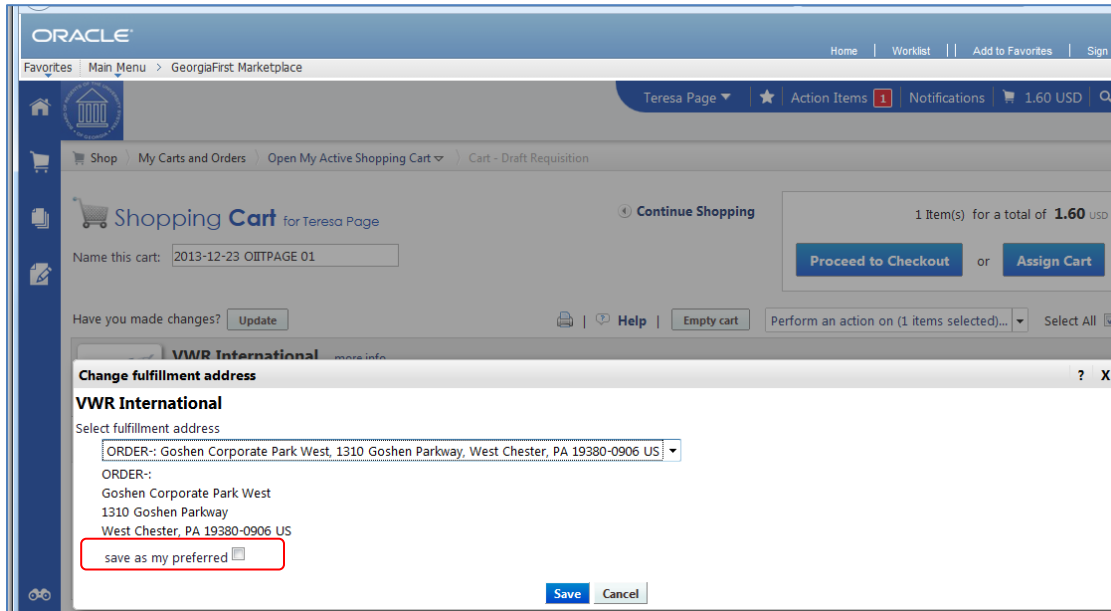 ORACLE
Home | Worklist | | Add to Favorites | Sign
Favorites Main Menu > GeorgiaFirst Marketplace
Teresa Page Action Items 1 Notifications 1.60 USD
Shop My Carts and Orders Open My Active Shopping Cart Cart - Draft Requisition
Shopping Cart for Teresa Page
Continue Shopping
1 Item(s) for a total of 1.60 USD
Name this cart: 2013-12-23 OIITPAGE 01
Proceed to Checkout or Assign Cart
Have you made changes? Update | Help | Empty cart Perform an action on (1 items selected)... Select All
VWR International more info
Change fulfillment address ? X
VWR International
Select fulfillment address
ORDER-: Goshen Corporate Park West, 1310 Goshen Parkway, West Chester, PA 19380-0906 US
ORDER-:
Goshen Corporate Park West
1310 Goshen Parkway
West Chester, PA 19380-0906 US
save as my preferred
Save Cancel